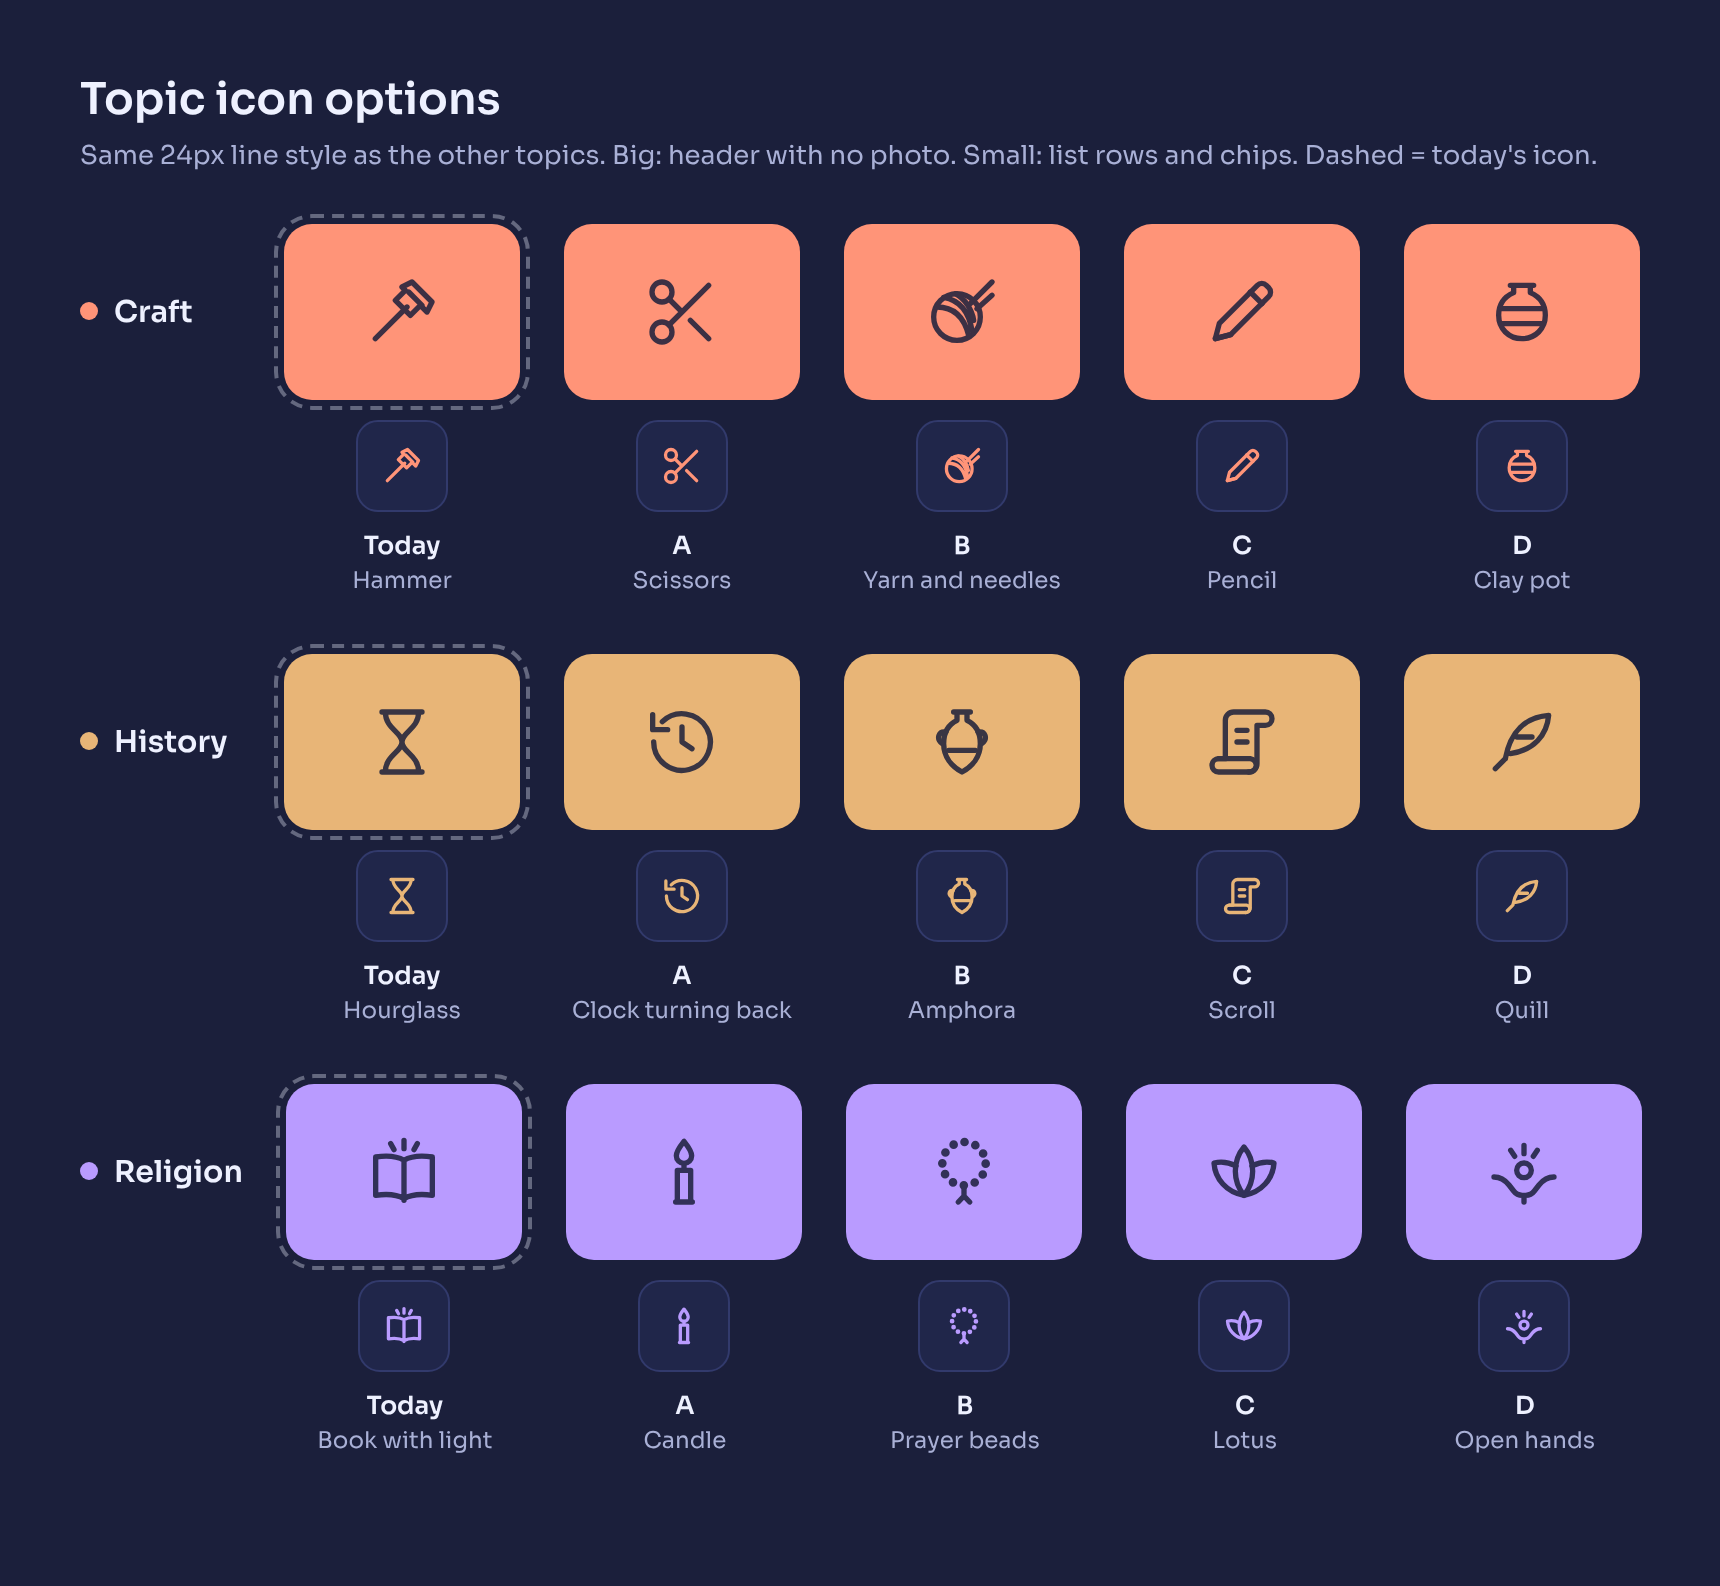 Topic icon options
Same 24px line style as the other topics. Big: header with no photo. Small: list rows and chips. Dashed = today's icon.
Craft
Today A B C D
Hammer Scissors Yarn and needles Pencil Clay pot
History
Today A B C D
Hourglass Clock turning back Amphora Scroll Quill
Religion
Today A B C D
Book with light Candle Prayer beads Lotus Open hands